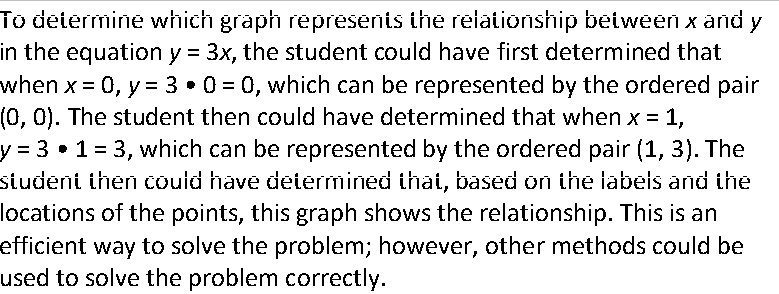 To determine which graph represents the relationship between x and y
in the equation y = 3x, the student could have first determined that
when x = 0, y = 3 • 0 = 0, which can be represented by the ordered pair
(0, 0). The student then could have determined that when x = 1,
y = 3 • 1 = 3, which can be represented by the ordered pair (1, 3). The
student then could have determined that, based on the labels and the
locations of the points, this graph shows the relationship. This is an
efficient way to solve the problem; however, other methods could be
used to solve the problem correctly.